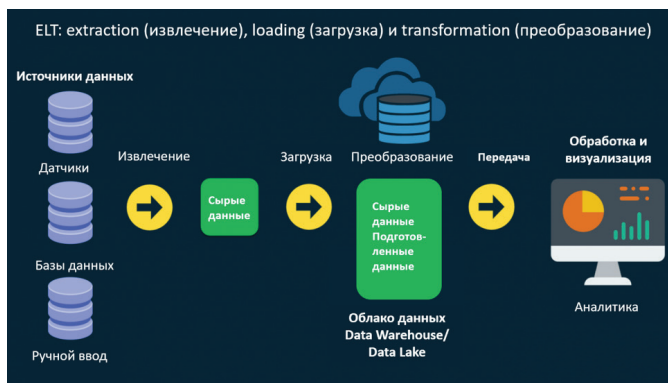 ELT: extraction (извлечение), loading (загрузка) и transformation (преобразование)
Источники данных
Датчики
Базы данных
Ручной ввод
Извлечение
Сырые
данные
Загрузка
Преобразование
Сырые
данные
Подготов-
ленные
данные
Облако данных
Data Warehouse/
Data Lake
Передача
Обработка и
визуализация
Аналитика